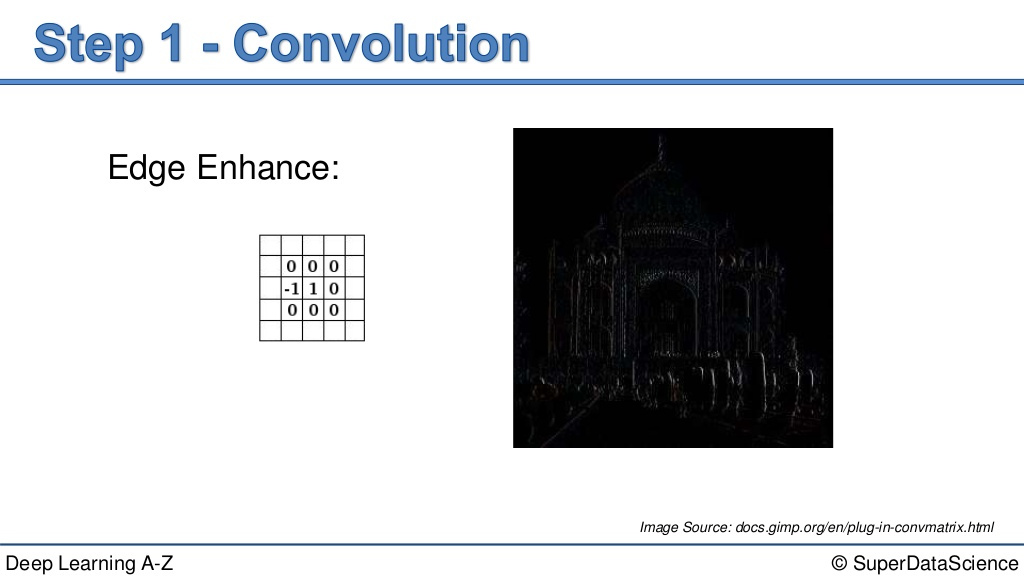 Step 1 - Convolution
Edge Enhance:
0 0 0
-1 1 0
0 0 0
Image Source: docs.gimp.org/en/plug-in-convmatrix.html
Deep Learning A-Z
© SuperDataScience